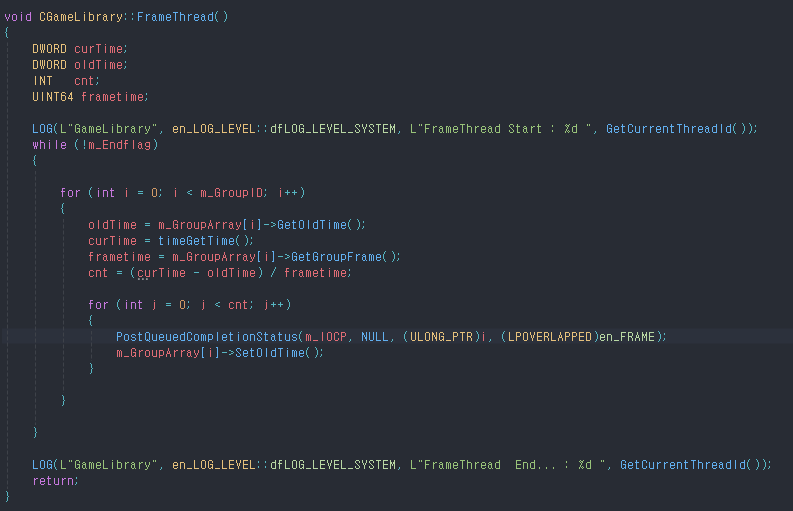 void CGameLibrary::FrameThread()
{
    DWORD curTime;
    DWORD oldTime;
    INT   cnt;
    UINT64 frametime;

    LOG(L"GameLibrary", en_LOG_LEVEL::dfLOG_LEVEL_SYSTEM, L"FrameThread Start : %d ", GetCurrentThreadId());
    while (!m_Endflag)
    {

        for (int i = 0; i < m_GroupID; i++)
        {
            oldTime = m_GroupArray[i]->GetOldTime();
            curTime = timeGetTime();
            frametime = m_GroupArray[i]->GetGroupFrame();
            cnt = (curTime - oldTime) / frametime;

            for (int j = 0; j < cnt; j++)
            {
                PostQueuedCompletionStatus(m_IOCP, NULL, (ULONG_PTR)i, (LPOVERLAPPED)en_FRAME);
                m_GroupArray[i]->SetOldTime();
            }

        }

    }

    LOG(L"GameLibrary", en_LOG_LEVEL::dfLOG_LEVEL_SYSTEM, L"FrameThread  End... : %d ", GetCurrentThreadId());
    return;
}